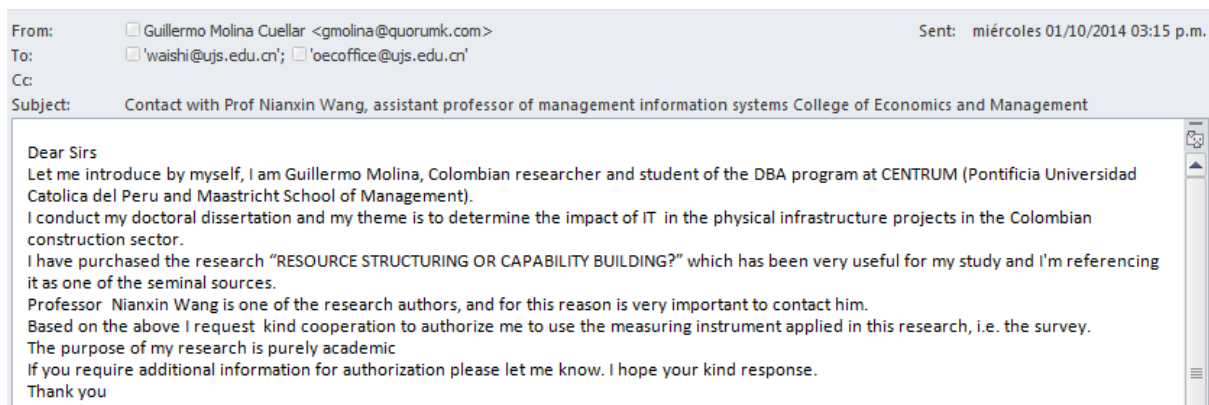 From: Guillermo Molina Cuellar <gmolina@quorumk.com> Sent: miércoles 01/10/2014 03:15 p.m.
To: 'waishi@ujs.edu.cn'; 'oecoffice@ujs.edu.cn'
Cc:
Subject: Contact with Prof Nianxin Wang, assistant professor of management information systems College of Economics and Management
Dear Sirs
Let me introduce by myself, I am Guillermo Molina, Colombian researcher and student of the DBA program at CENTRUM (Pontificia Universidad
Catolica del Peru and Maastricht School of Management).
I conduct my doctoral dissertation and my theme is to determine the impact of IT in the physical infrastructure projects in the Colombian
construction sector.
I have purchased the research “RESOURCE STRUCTURING OR CAPABILITY BUILDING?” which has been very useful for my study and I'm referencing
it as one of the seminal sources.
Professor Nianxin Wang is one of the research authors, and for this reason is very important to contact him.
Based on the above I request kind cooperation to authorize me to use the measuring instrument applied in this research, i.e. the survey.
The purpose of my research is purely academic
If you require additional information for authorization please let me know. I hope your kind response.
Thank you